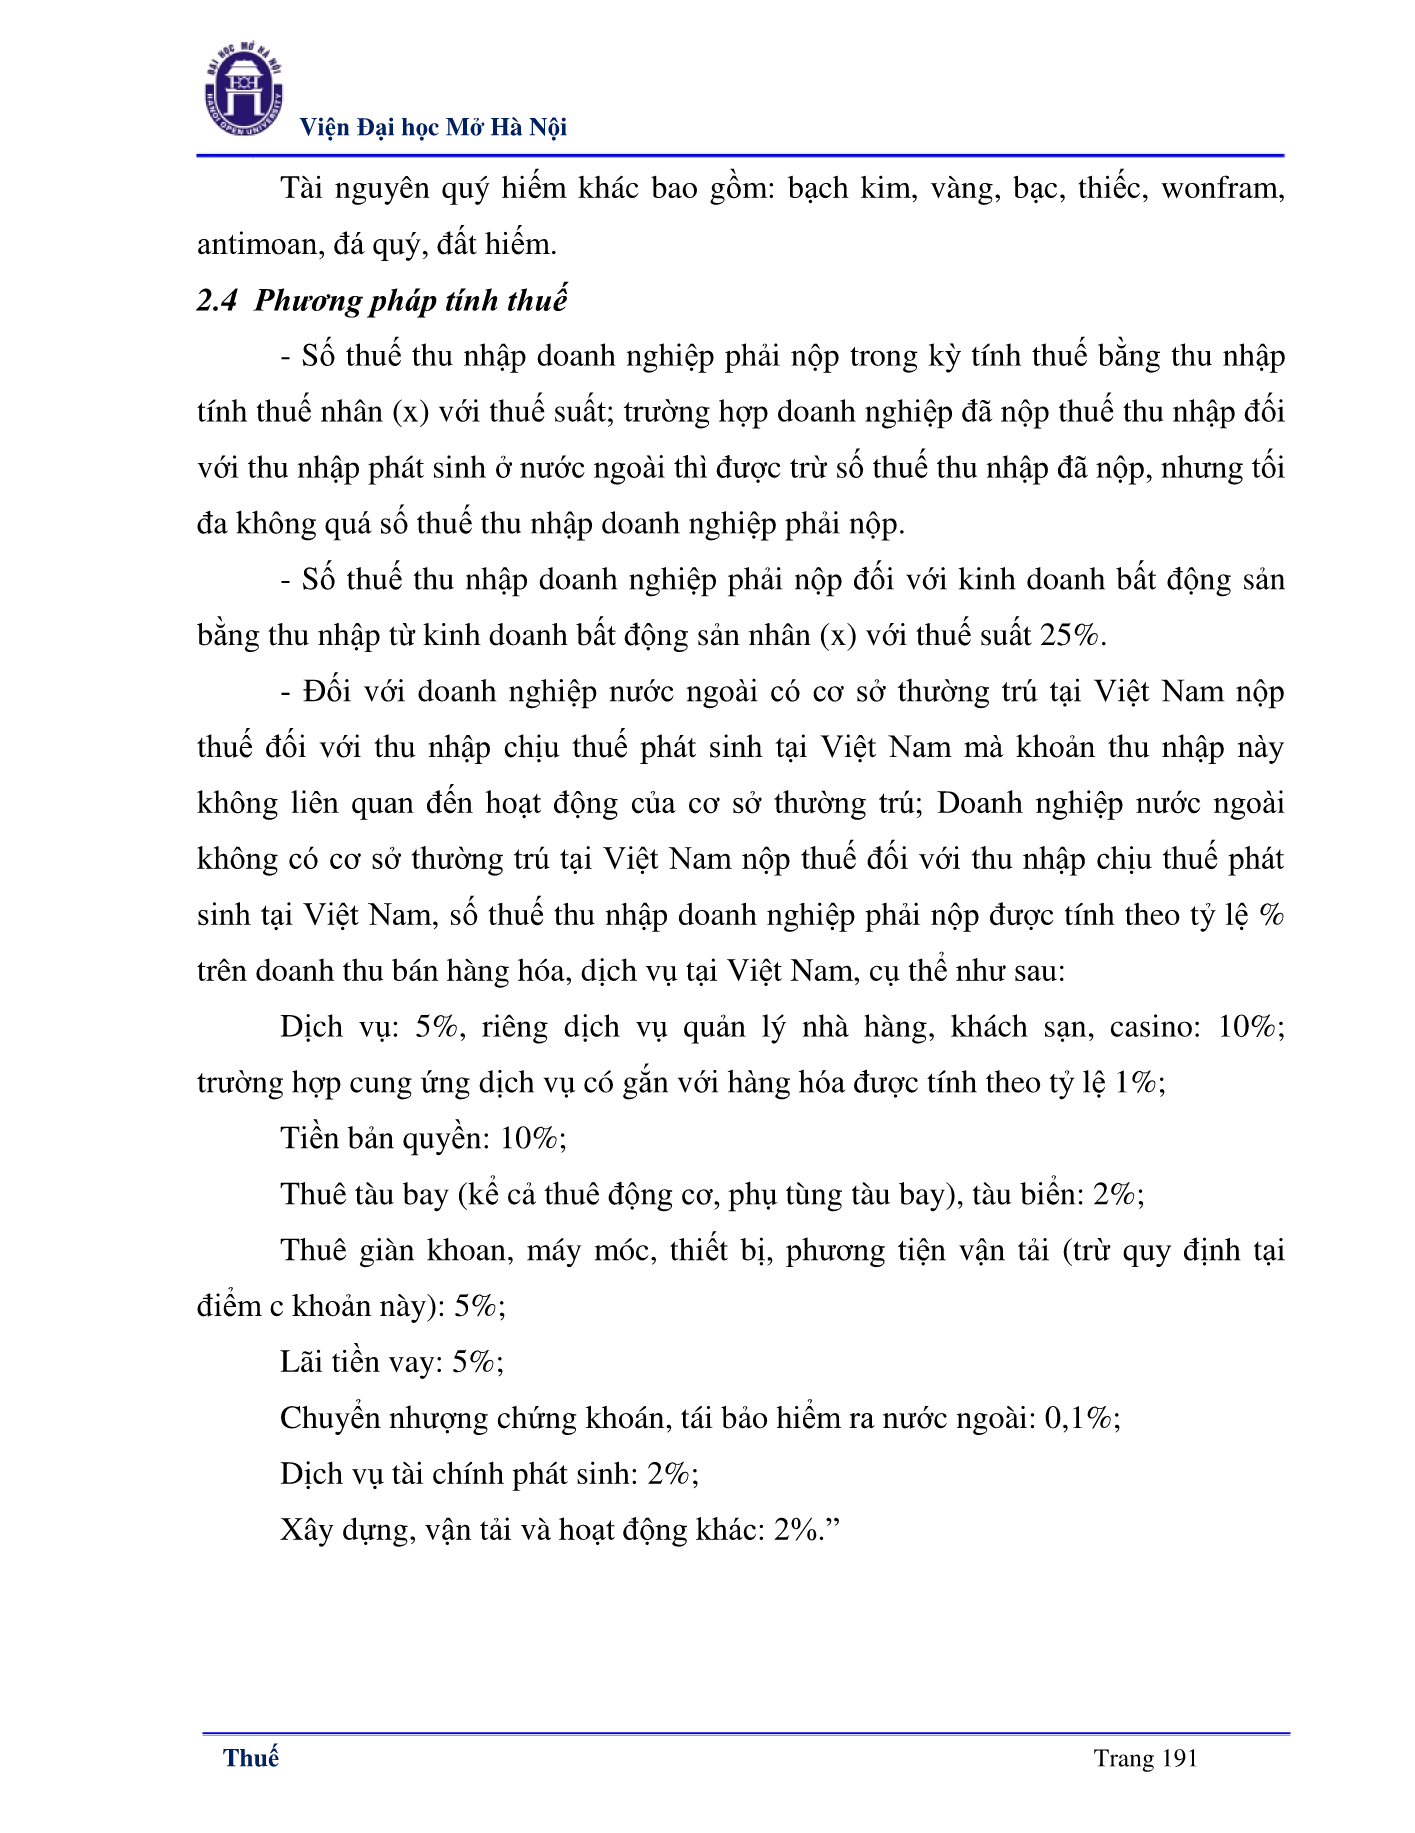 ĐẠI HỌC MỞ HÀ NỘI
HANOI OPEN UNIVERSITY
Viện Đại học Mở Hà Nội
Tài nguyên quý hiếm khác bao gồm: bạch kim, vàng, bạc, thiếc, wonfram,
antimoan, đá quý, đất hiếm.
2.4 Phương pháp tính thuế
- Số thuế thu nhập doanh nghiệp phải nộp trong kỳ tính thuế bằng thu nhập
tính thuế nhân (x) với thuế suất; trường hợp doanh nghiệp đã nộp thuế thu nhập đối
với thu nhập phát sinh ở nước ngoài thì được trừ số thuế thu nhập đã nộp, nhưng tối
đa không quá số thuế thu nhập doanh nghiệp phải nộp.
- Số thuế thu nhập doanh nghiệp phải nộp đối với kinh doanh bất động sản
bằng thu nhập từ kinh doanh bất động sản nhân (x) với thuế suất 25%.
- Đối với doanh nghiệp nước ngoài có cơ sở thường trú tại Việt Nam nộp
thuế đối với thu nhập chịu thuế phát sinh tại Việt Nam mà khoản thu nhập này
không liên quan đến hoạt động của cơ sở thường trú; Doanh nghiệp nước ngoài
không có cơ sở thường trú tại Việt Nam nộp thuế đối với thu nhập chịu thuế phát
sinh tại Việt Nam, số thuế thu nhập doanh nghiệp phải nộp được tính theo tỷ lệ %
trên doanh thu bán hàng hóa, dịch vụ tại Việt Nam, cụ thể như sau:
Dịch vụ: 5%, riêng dịch vụ quản lý nhà hàng, khách sạn, casino: 10%;
trường hợp cung ứng dịch vụ có gắn với hàng hóa được tính theo tỷ lệ 1%;
Tiền bản quyền: 10%;
Thuê tàu bay (kể cả thuê động cơ, phụ tùng tàu bay), tàu biển: 2%;
Thuê giàn khoan, máy móc, thiết bị, phương tiện vận tải (trừ quy định tại
điểm c khoản này): 5%;
Lãi tiền vay: 5%;
Chuyển nhượng chứng khoán, tái bảo hiểm ra nước ngoài: 0,1%;
Dịch vụ tài chính phát sinh: 2%;
Xây dựng, vận tải và hoạt động khác: 2%.”
Thuế
Trang 191